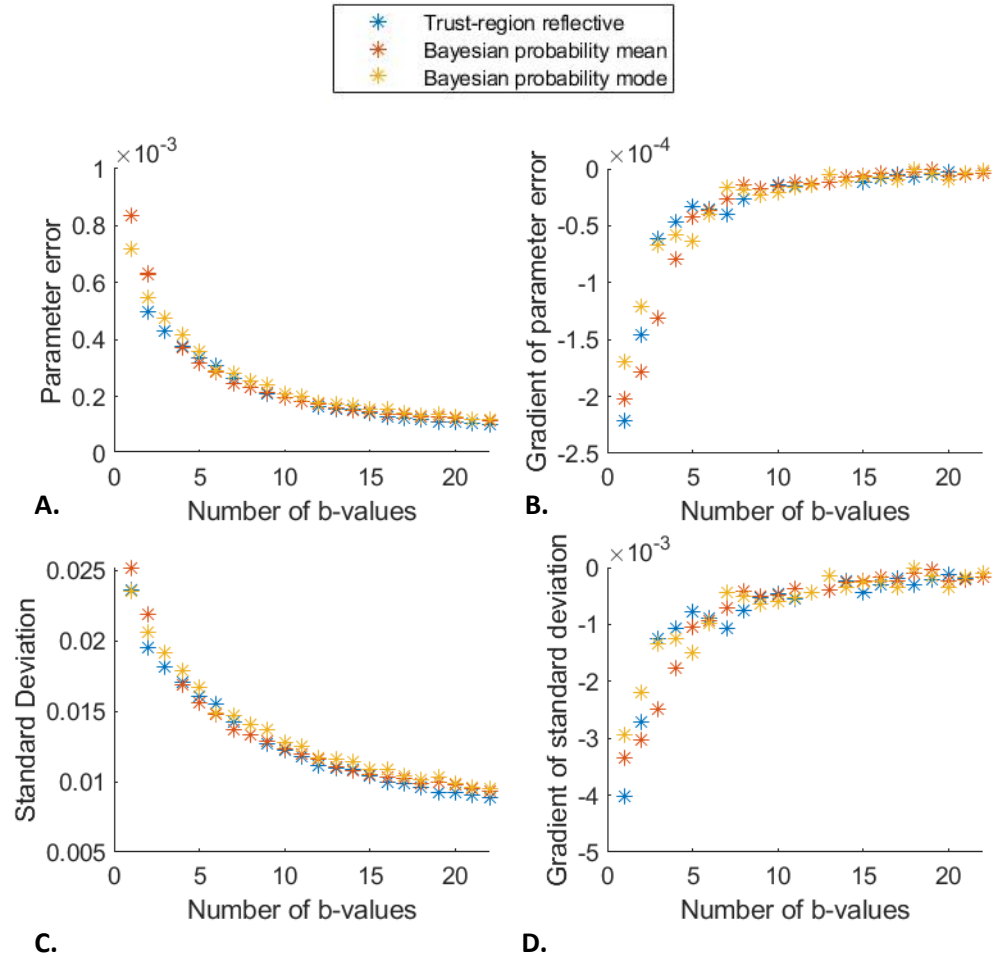 Trust-region reflective
Bayesian probability mean
Bayesian probability mode
×10⁻³
1
0.8
0.6
0.4
0.2
0
Parameter error
0 5 10 15 20
Number of b-values
A.
×10⁻⁴
0
-0.5
-1
-1.5
-2
-2.5
Gradient of parameter error
0 5 10 15 20
Number of b-values
B.
0.025
0.02
0.015
0.01
0.005
Standard Deviation
0 5 10 15 20
Number of b-values
C.
×10⁻³
0
-1
-2
-3
-4
-5
Gradient of standard deviation
0 5 10 15 20
Number of b-values
D.